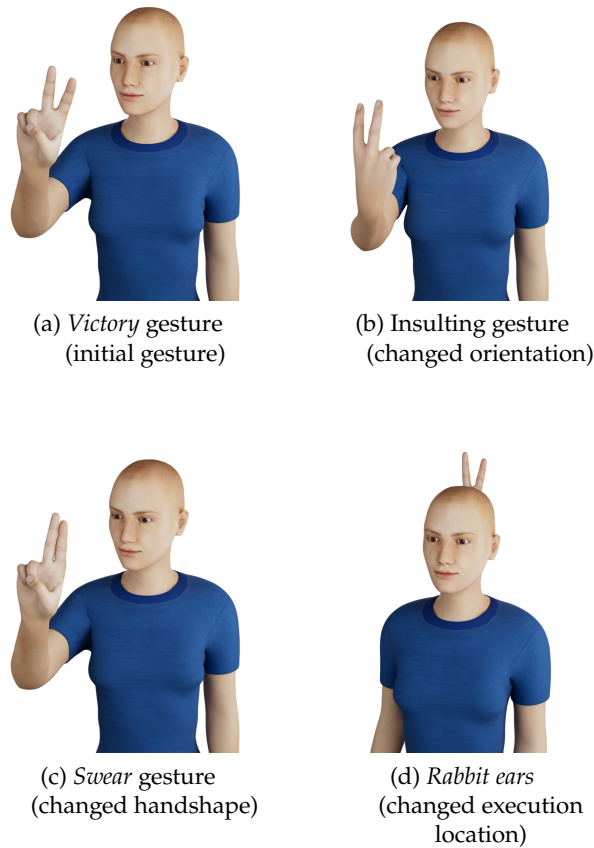 (a) Victory gesture
(initial gesture)
(b) Insulting gesture
(changed orientation)
(c) Swear gesture
(changed handshape)
(d) Rabbit ears
(changed execution
location)